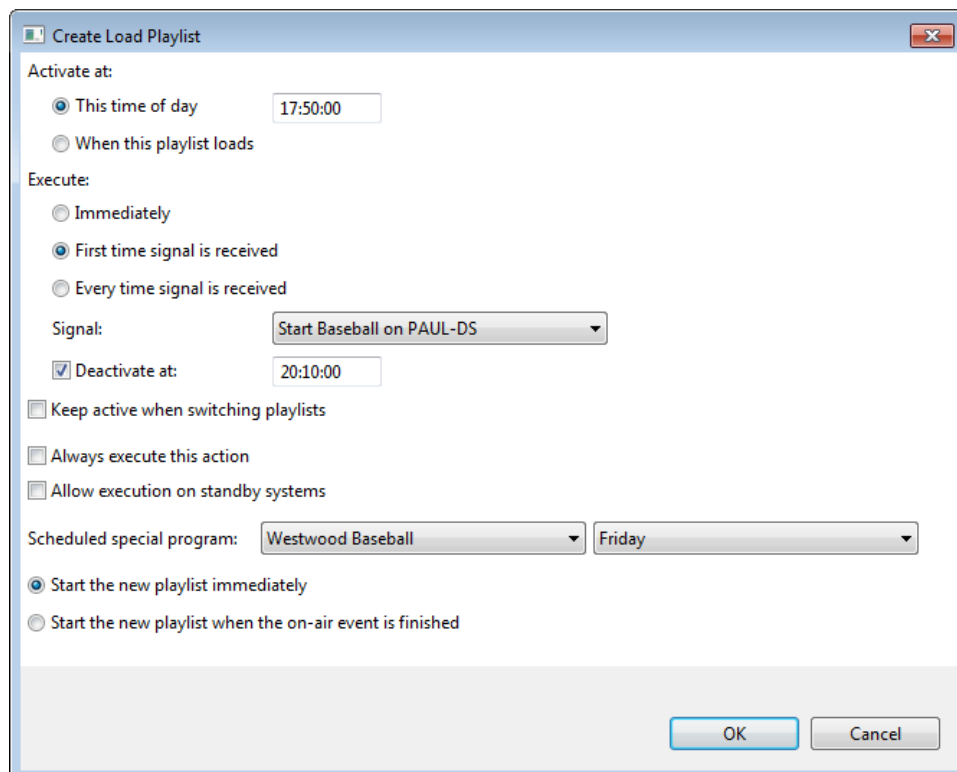 Create Load Playlist
Activate at:
This time of day 17:50:00
When this playlist loads
Execute:
Immediately
First time signal is received
Every time signal is received
Signal: Start Baseball on PAUL-DS
Deactivate at: 20:10:00
Keep active when switching playlists
Always execute this action
Allow execution on standby systems
Scheduled special program: Westwood Baseball Friday
Start the new playlist immediately
Start the new playlist when the on-air event is finished
OK Cancel